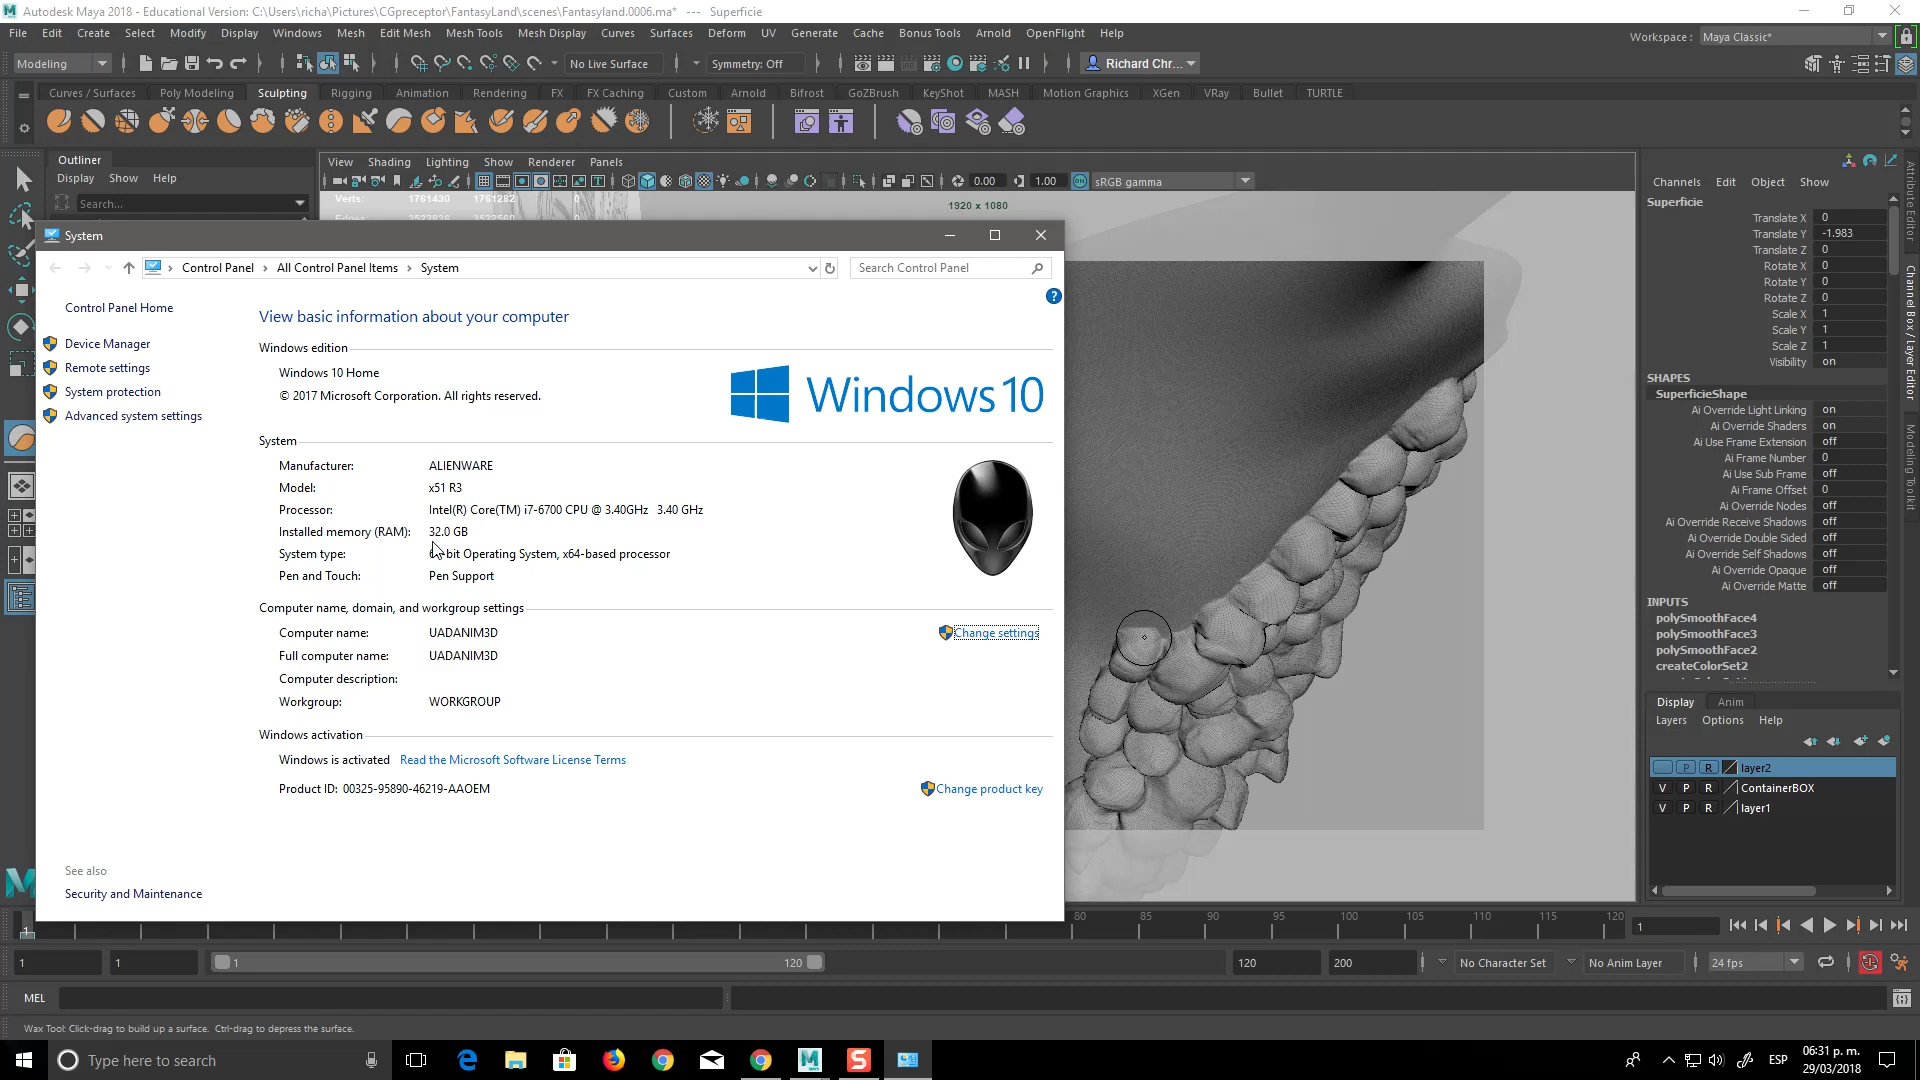 Autodesk Maya 2018 - Educational Version: C:\Users\richa\Pictures\CGpreceptor\FantasyLand\scenes\Fantasyland.0006.ma*  ---  Superficie
File Edit Create Select Modify Display Windows Mesh Edit Mesh Mesh Tools Mesh Display Curves Surfaces Deform UV Generate Cache Bonus Tools Arnold OpenFlight Help
Workspace : Maya Classic*
Modeling No Live Surface Symmetry: Off Richard Chr...
Curves / Surfaces Poly Modeling Sculpting Rigging Animation Rendering FX FX Caching Custom Arnold Bifrost GoZBrush KeyShot MASH Motion Graphics XGen VRay Bullet TURTLE
Outliner
Display Show Help
Search...
View Shading Lighting Show Renderer Panels
0.00 1.00 sRGB gamma
Verts: 1761430 1761282 0
1920 x 1080
System
Control Panel All Control Panel Items System
Search Control Panel
Control Panel Home
Device Manager
Remote settings
System protection
Advanced system settings
See also
Security and Maintenance
View basic information about your computer
Windows edition
Windows 10 Home
© 2017 Microsoft Corporation. All rights reserved.
Windows 10
System
Manufacturer: ALIENWARE
Model: x51 R3
Processor: Intel(R) Core(TM) i7-6700 CPU @ 3.40GHz 3.40 GHz
Installed memory (RAM): 32.0 GB
System type: -bit Operating System, x64-based processor
Pen and Touch: Pen Support
Computer name, domain, and workgroup settings
Computer name: UADANIM3D
Change settings
Full computer name: UADANIM3D
Computer description:
Workgroup: WORKGROUP
Windows activation
Windows is activated Read the Microsoft Software License Terms
Product ID: 00325-95890-46219-AAOEM
Change product key
Channels Edit Object Show
Superficie
Translate X 0
Translate Y -1.983
Translate Z 0
Rotate X 0
Rotate Y 0
Rotate Z 0
Scale X 1
Scale Y 1
Scale Z 1
Visibility on
SHAPES
SuperficieShape
Ai Override Light Linking on
Ai Override Shaders on
Ai Use Frame Extension off
Ai Frame Number 0
Ai Use Sub Frame off
Ai Frame Offset 0
Ai Override Nodes off
Ai Override Receive Shadows off
Ai Override Double Sided off
Ai Override Self Shadows off
Ai Override Opaque off
Ai Override Matte off
INPUTS
polySmoothFace4
polySmoothFace3
polySmoothFace2
createColorSet2
Attribute Editor
Channel Box / Layer Editor
Modeling Toolkit
Display Anim
Layers Options Help
P R layer2
V P R ContainerBOX
V P R layer1
1 80 85 90 95 100 105 110 115 120 1
1 1 1 120 120 200 No Character Set No Anim Layer 24 fps
MEL
Wax Tool: Click-drag to build up a surface. Ctrl-drag to depress the surface.
Type here to search
ESP
06:31 p. m.
29/03/2018